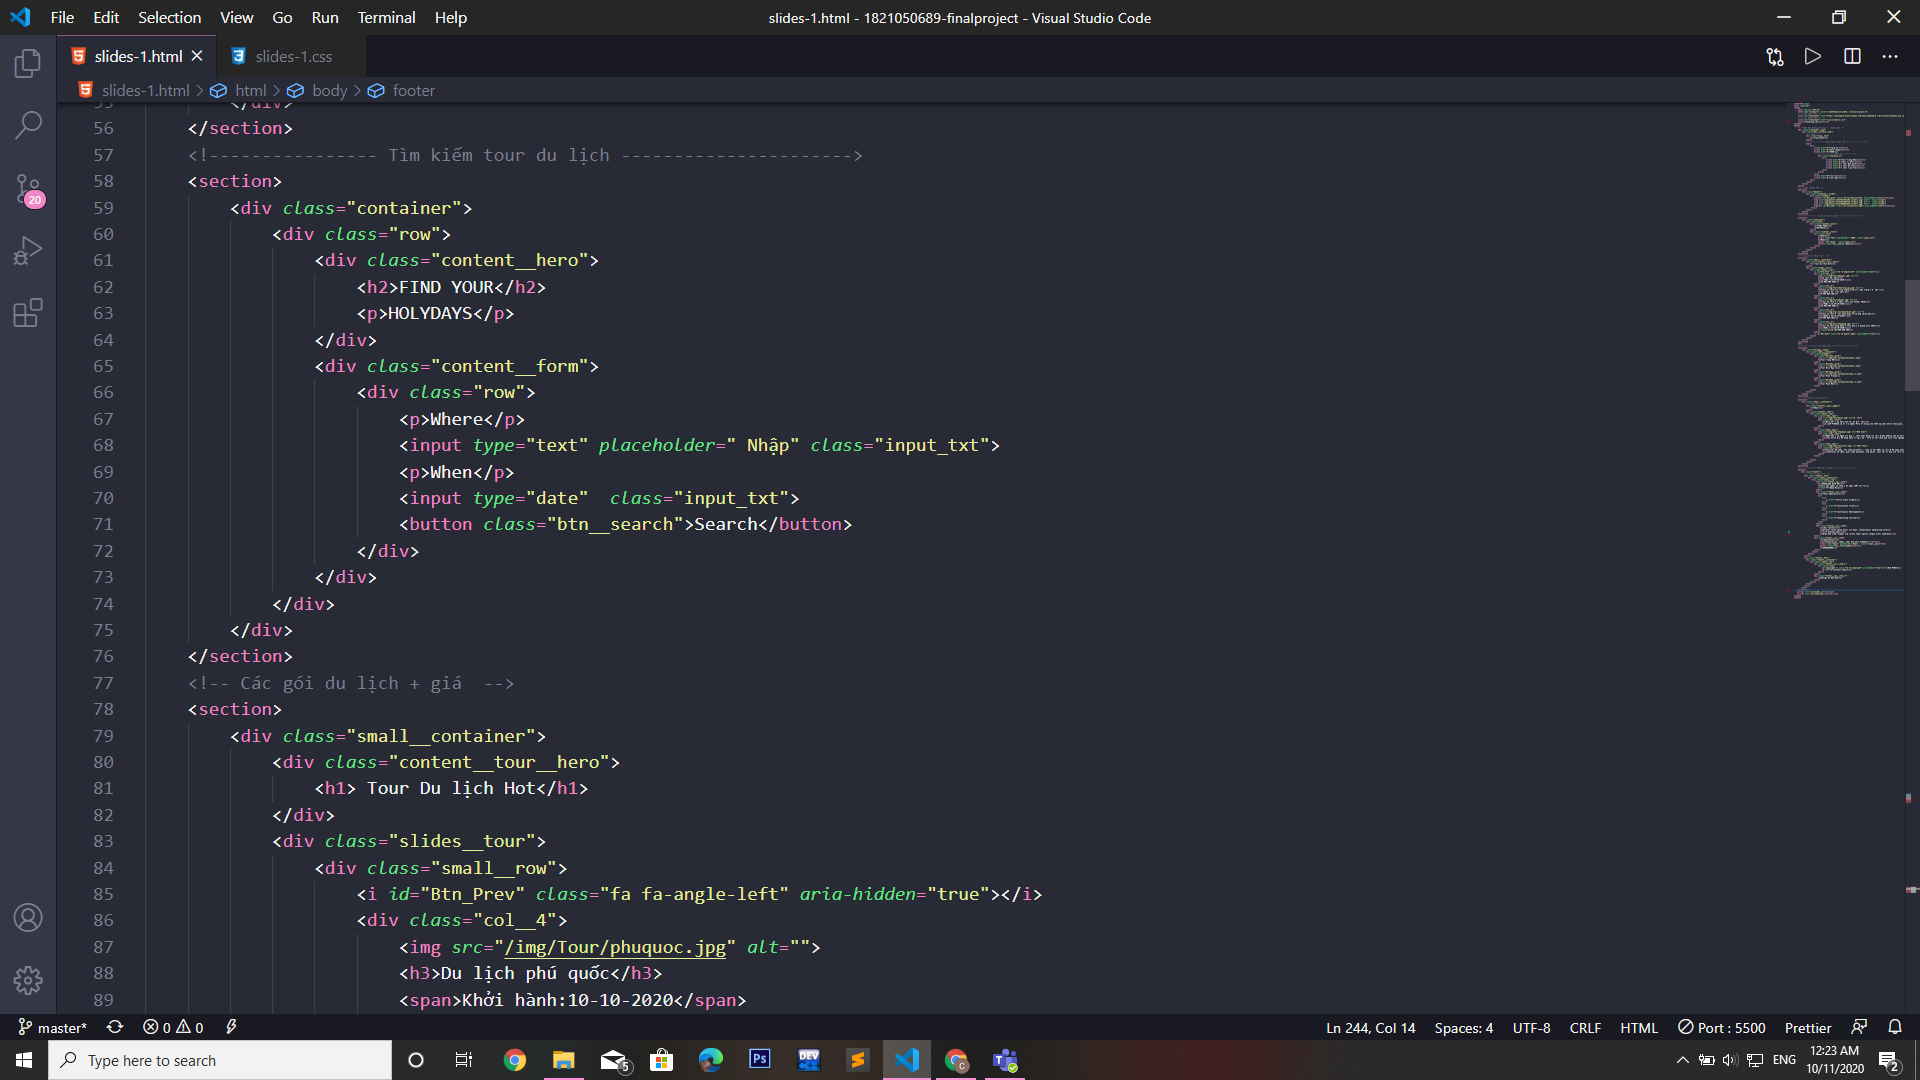 File Edit Selection View Go Run Terminal Help
slides-1.html - 1821050689-finalproject - Visual Studio Code
slides-1.html
slides-1.css
slides-1.html > html > body > footer
55 </div>
56 </section>
57 <!---------------- Tìm kiếm tour du lịch ---------------------->
58 <section>
59 <div class="container">
60 <div class="row">
61 <div class="content__hero">
62 <h2>FIND YOUR</h2>
63 <p>HOLYDAYS</p>
64 </div>
65 <div class="content__form">
66 <div class="row">
67 <p>Where</p>
68 <input type="text" placeholder=" Nhập" class="input_txt">
69 <p>When</p>
70 <input type="date"  class="input_txt">
71 <button class="btn__search">Search</button>
72 </div>
73 </div>
74 </div>
75 </div>
76 </section>
77 <!-- Các gói du lịch + giá  -->
78 <section>
79 <div class="small__container">
80 <div class="content__tour__hero">
81 <h1> Tour Du lịch Hot</h1>
82 </div>
83 <div class="slides__tour">
84 <div class="small__row">
85 <i id="Btn_Prev" class="fa fa-angle-left" aria-hidden="true"></i>
86 <div class="col__4">
87 <img src="/img/Tour/phuquoc.jpg" alt="">
88 <h3>Du lịch phú quốc</h3>
89 <span>Khởi hành:10-10-2020</span>
20
master* 0 0
Ln 244, Col 14 Spaces: 4 UTF-8 CRLF HTML Port : 5500 Prettier
Type here to search
5
Ps
DEV
ENG
12:23 AM
10/11/2020
2